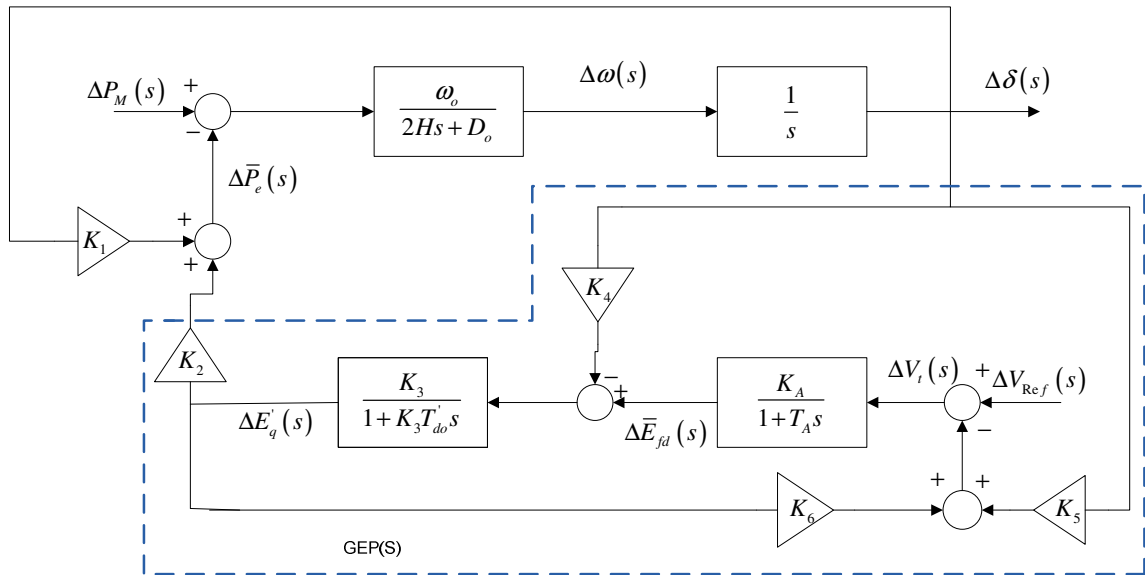 ΔP_M(s)
+
−
ω_o
2Hs + D_o
Δω(s)
1
s
Δδ(s)
ΔP̄_e(s)
K_1
+
+
K_4
K_2
K_3
1 + K_3T'_do s
ΔE'_q(s)
−
+
ΔĒ_fd(s)
K_A
1 + T_A s
ΔV_t(s)
+
ΔV_Ref(s)
−
+
+
K_6
K_5
GEP(S)